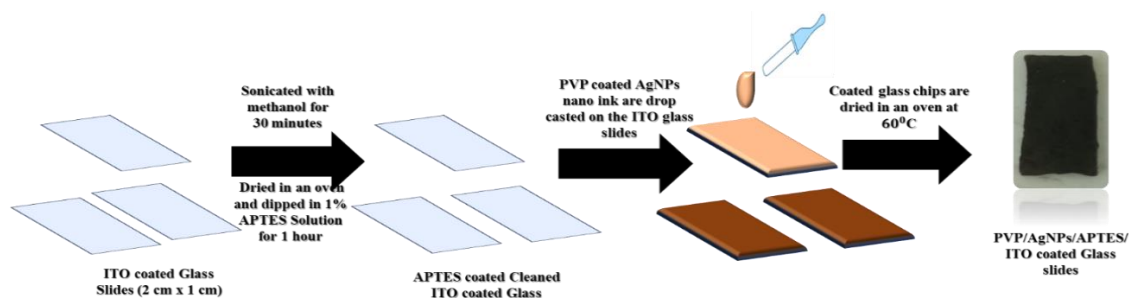 Sonicated with
methanol for
30 minutes
Dried in an oven
and dipped in 1%
APTES Solution
for 1 hour
ITO coated Glass
Slides (2 cm x 1 cm)
APTES coated Cleaned
ITO coated Glass
PVP coated AgNPs
nano ink are drop
casted on the ITO glass
slides
Coated glass chips are
dried in an oven at
60⁰C
PVP/AgNPs/APTES/
ITO coated Glass
slides